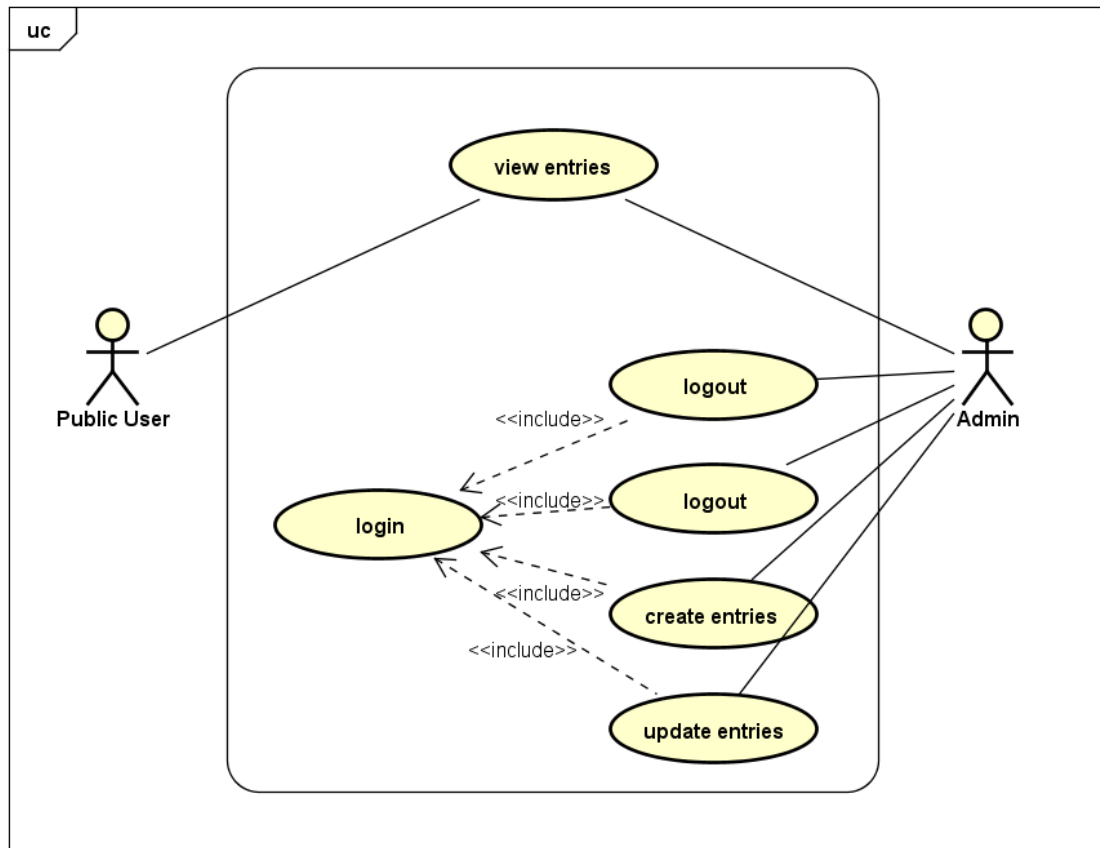 uc
view entries
Public User
Admin
logout
<<include>>
logout
<<include>>
login
<<include>>
create entries
<<include>>
update entries